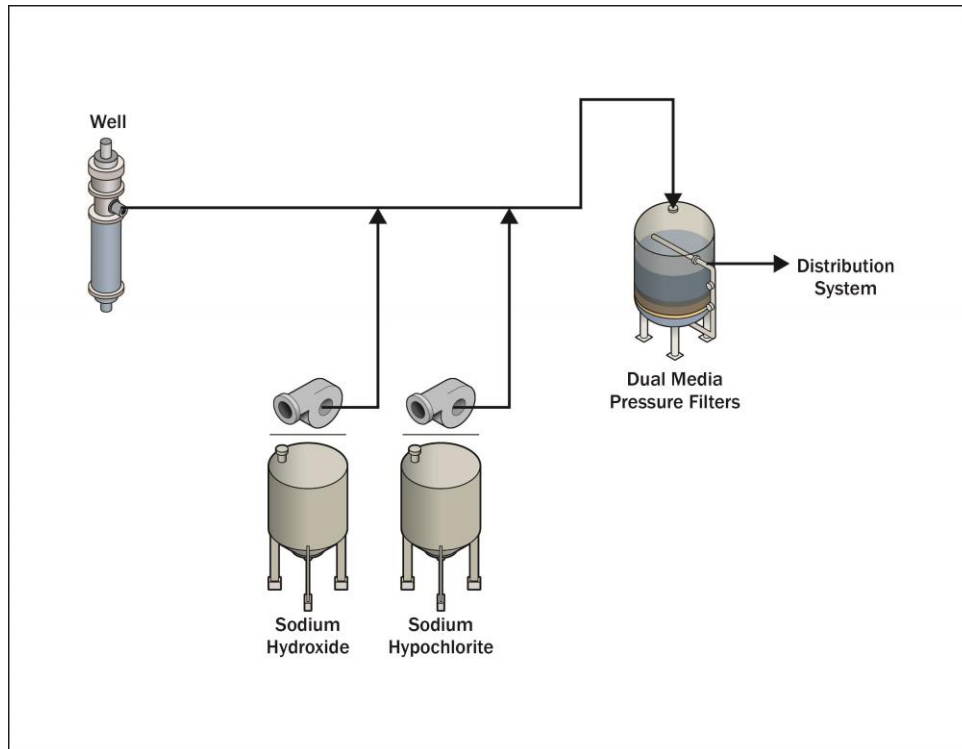 Well
Distribution
System
Dual Media
Pressure Filters
Sodium
Hydroxide
Sodium
Hypochlorite